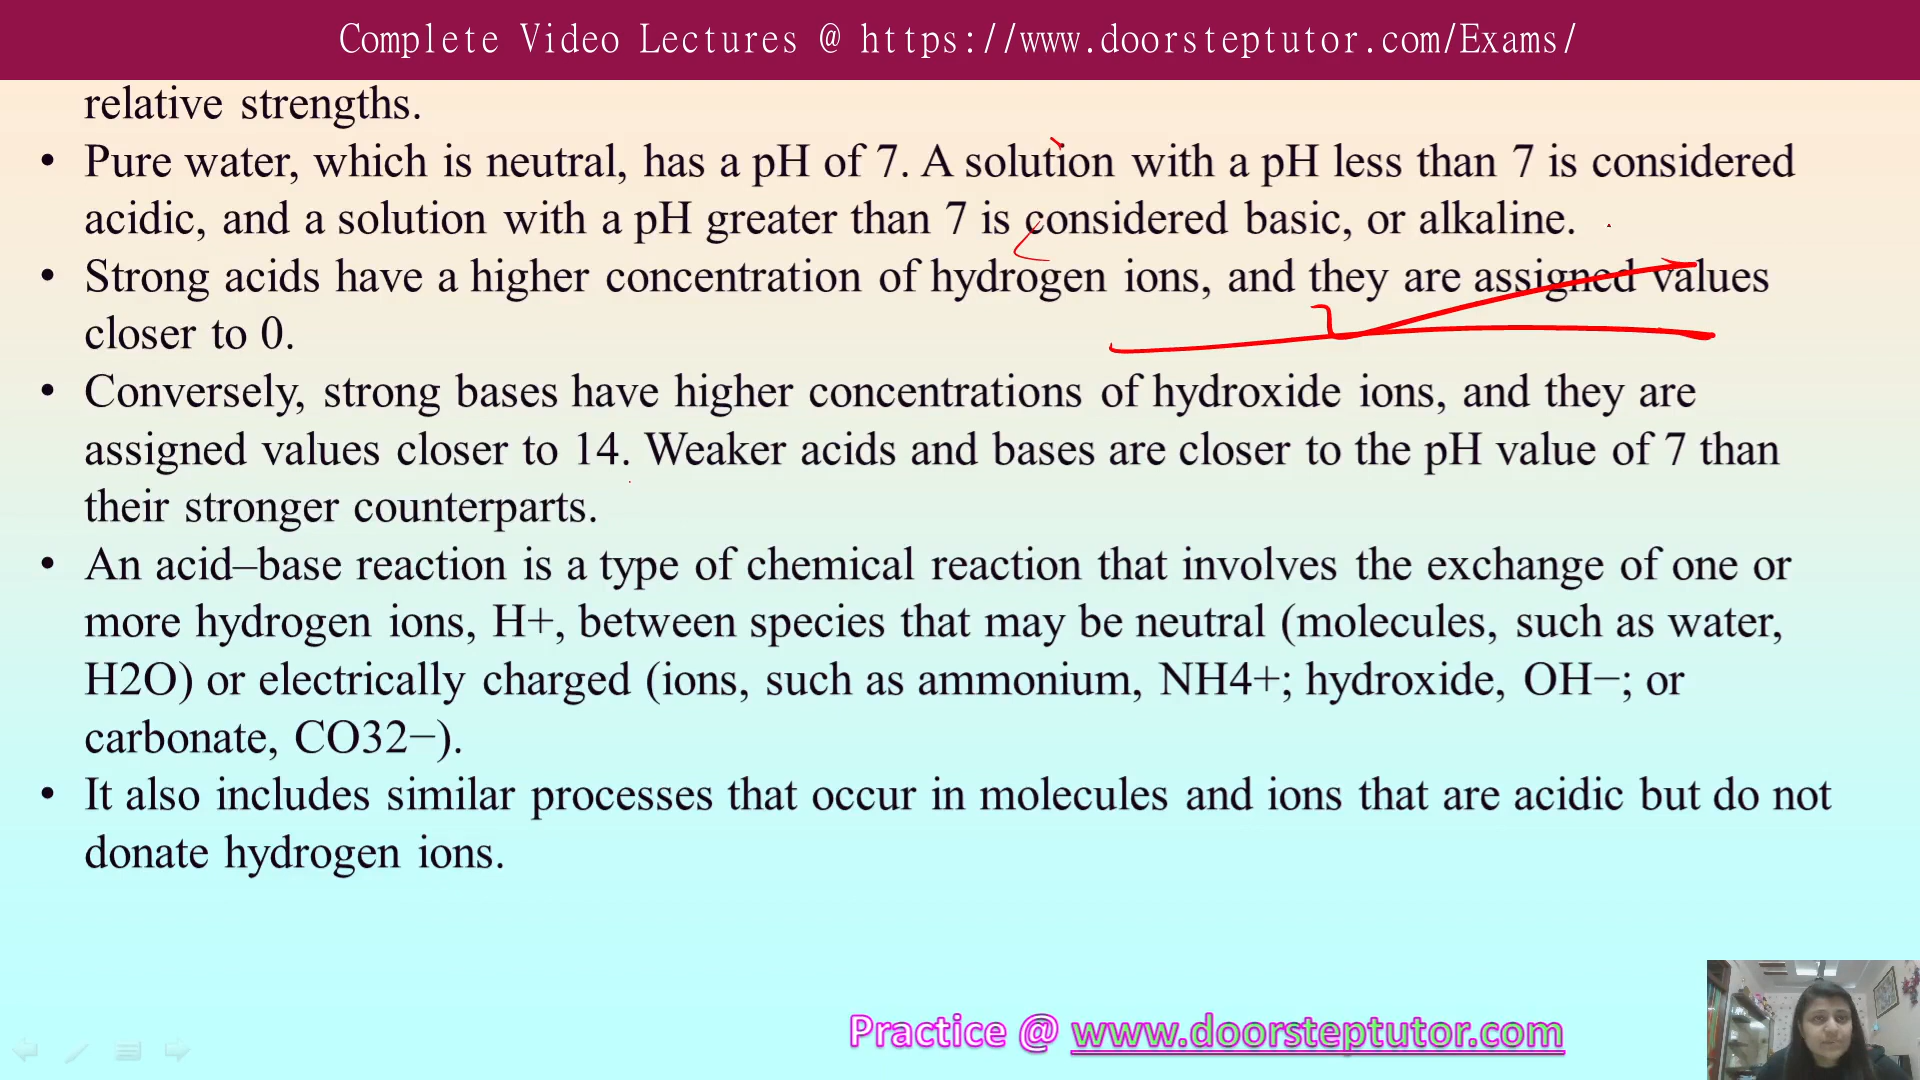 Complete Video Lectures @ https://www.doorsteptutor.com/Exams/
relative strengths.
• Pure water, which is neutral, has a pH of 7. A solution with a pH less than 7 is considered
acidic, and a solution with a pH greater than 7 is considered basic, or alkaline.
• Strong acids have a higher concentration of hydrogen ions, and they are assigned values
closer to 0.
• Conversely, strong bases have higher concentrations of hydroxide ions, and they are
assigned values closer to 14. Weaker acids and bases are closer to the pH value of 7 than
their stronger counterparts.
• An acid–base reaction is a type of chemical reaction that involves the exchange of one or
more hydrogen ions, H+, between species that may be neutral (molecules, such as water,
H2O) or electrically charged (ions, such as ammonium, NH4+; hydroxide, OH−; or
carbonate, CO32−).
• It also includes similar processes that occur in molecules and ions that are acidic but do not
donate hydrogen ions.
Practice @ www.doorsteptutor.com